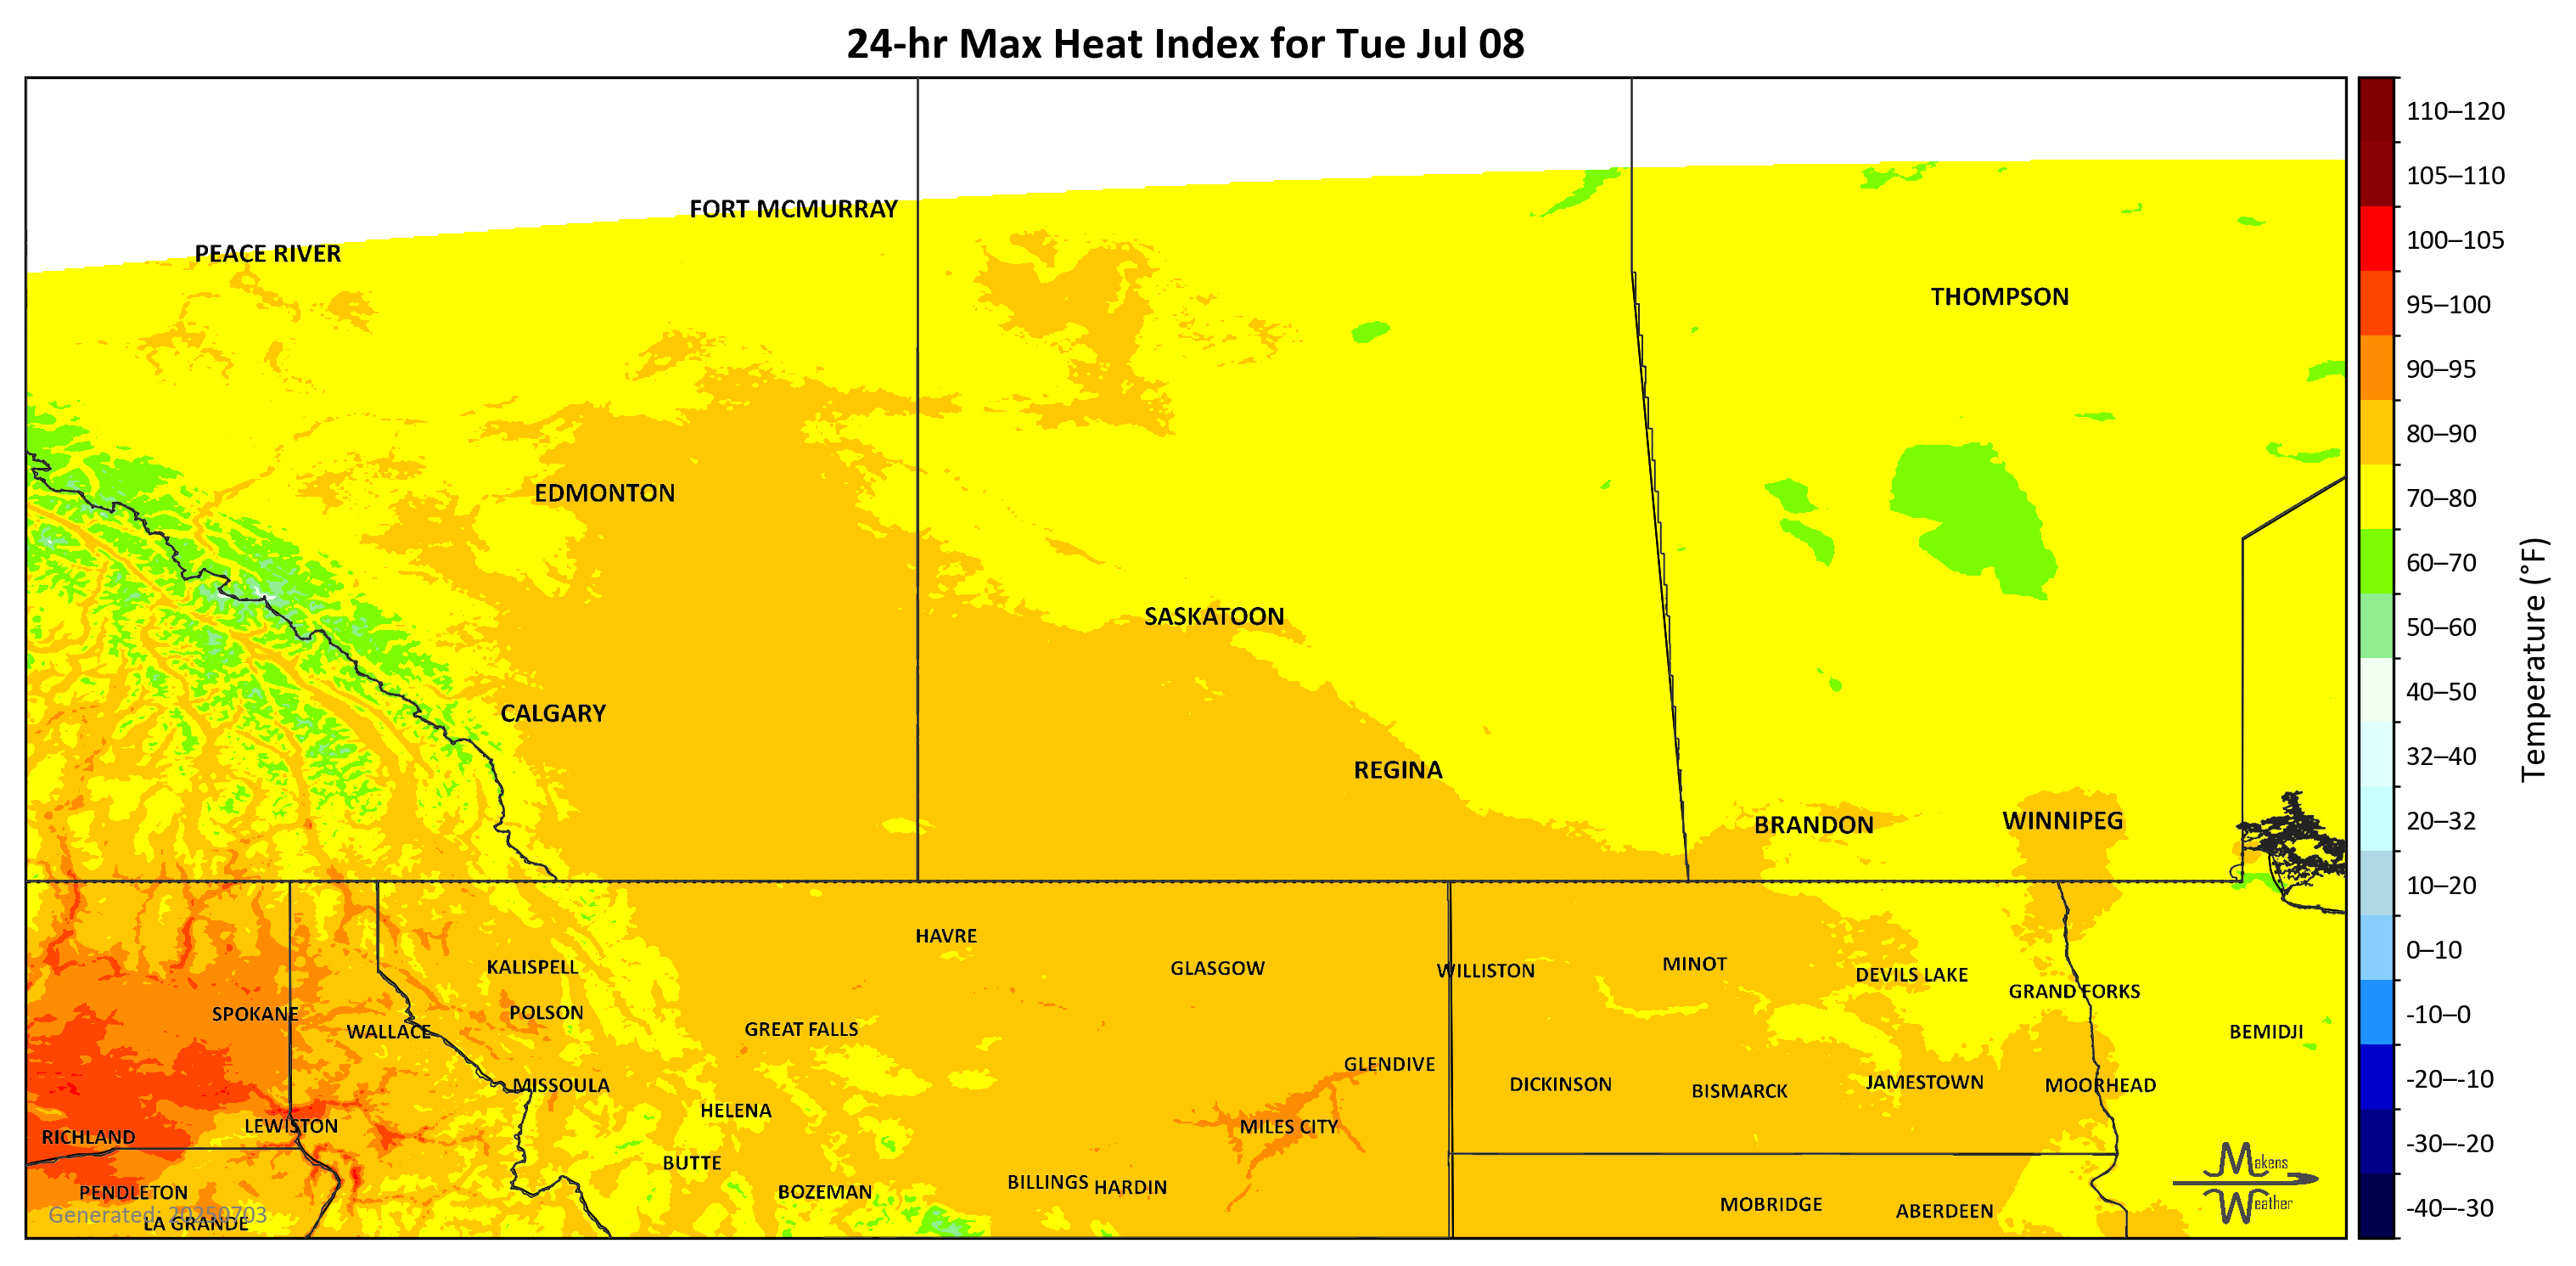 24-hr Max Heat Index for Tue Jul 08
110–120
105–110
100–105
95–100
90–95
80–90
70–80
60–70
50–60
40–50
32–40
20–32
10–20
0–10
-10–0
-20–-10
-30–-20
-40–-30
Temperature (°F)
FORT MCMURRAY
PEACE RIVER
THOMPSON
EDMONTON
SASKATOON
CALGARY
REGINA
BRANDON
WINNIPEG
HAVRE
KALISPELL
GLASGOW
WILLISTON
MINOT
DEVILS LAKE
GRAND FORKS
SPOKANE
POLSON
WALLACE
GREAT FALLS
BEMIDJI
GLENDIVE
MISSOULA
DICKINSON
BISMARCK
JAMESTOWN
MOORHEAD
HELENA
LEWISTON
MILES CITY
RICHLAND
BUTTE
BILLINGS
HARDIN
PENDLETON
BOZEMAN
MOBRIDGE
ABERDEEN
LA GRANDE
Generated: 20250703
Makens
Weather